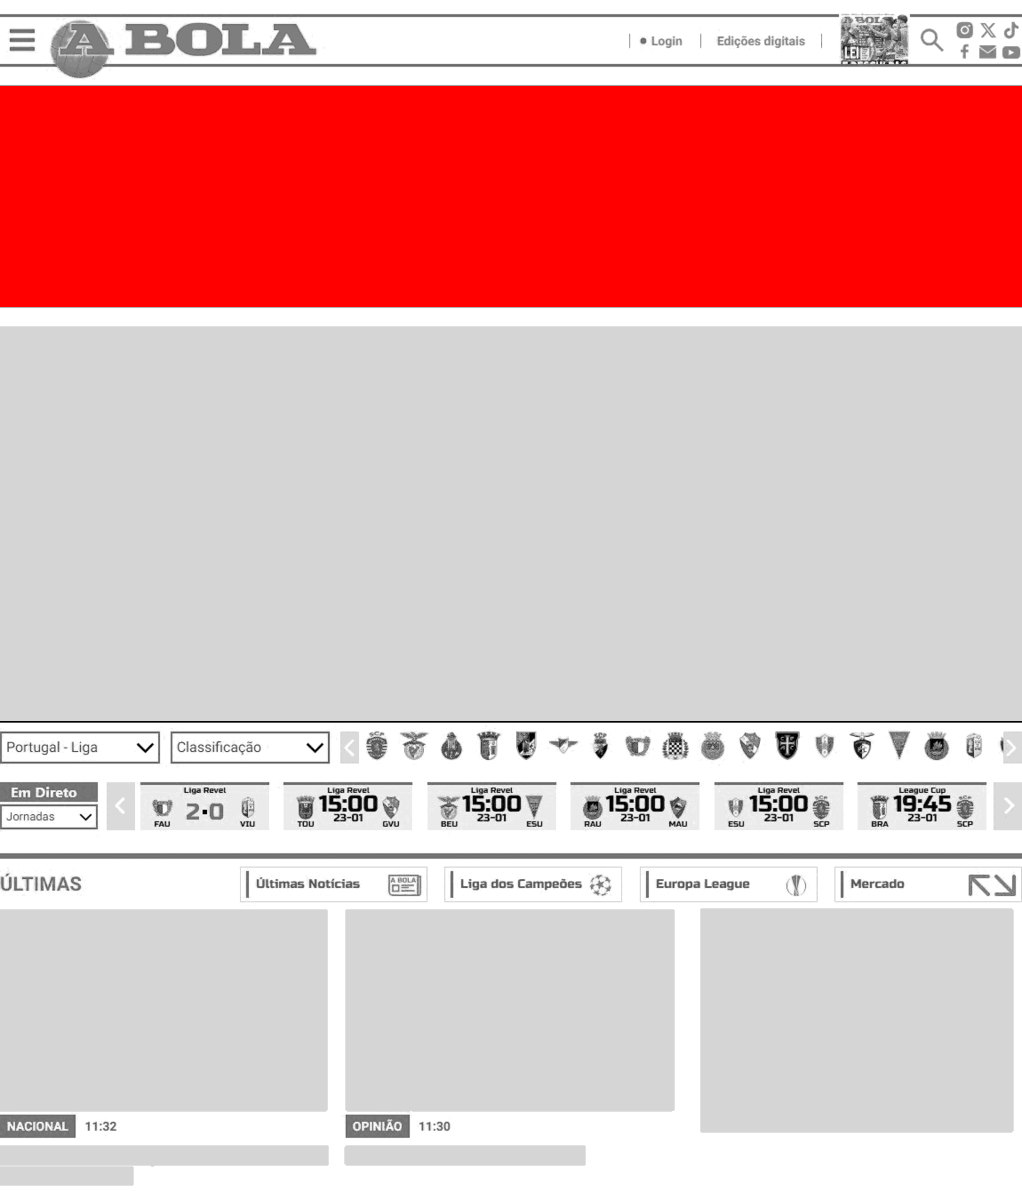 A BOLA
Login
Edições digitais
A BOLA
Portugal - Liga
Classificação
Em Direto
Jornadas
Liga Revel
2-0
FAU
VIU
Liga Revel
15:00
23-01
TOU
GVU
Liga Revel
15:00
23-01
BEU
ESU
Liga Revel
15:00
23-01
RAU
MAU
Liga Revel
15:00
23-01
ESU
SCP
League Cup
19:45
23-01
BRA
SCP
ÚLTIMAS
Últimas Notícias
A BOLA
Liga dos Campeões
Europa League
Mercado
NACIONAL
11:32
OPINIÃO
11:30